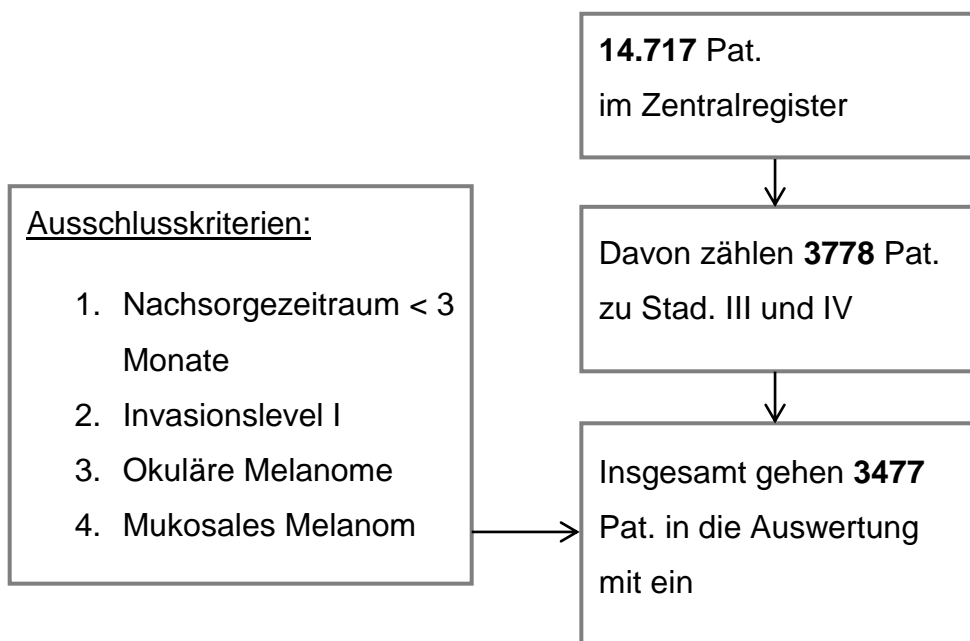 14.717 Pat.
im Zentralregister
Davon zählen 3778 Pat.
zu Stad. III und IV
Ausschlusskriterien:
1. Nachsorgezeitraum < 3
Monate
2. Invasionslevel I
3. Okuläre Melanome
4. Mukosales Melanom
Insgesamt gehen 3477
Pat. in die Auswertung
mit ein